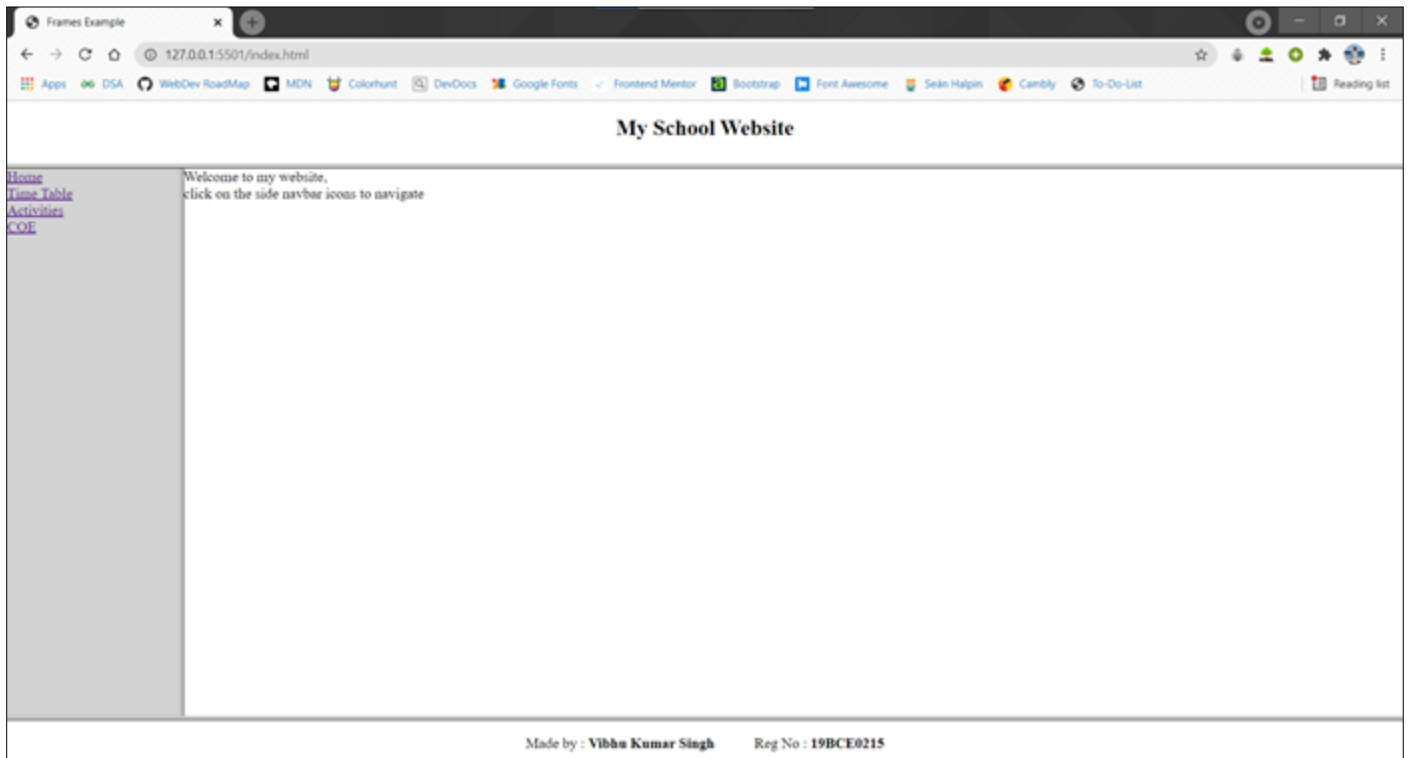 Frames Example
127.0.0.1:5501/index.html
Apps DSA WebDev RoadMap MDN Colorhunt DevDocs Google Fonts Frontend Mentor Bootstrap Font Awesome Seán Halpin Cambly To-Do-List Reading list
My School Website
Home
Time Table
Activities
COE
Welcome to my website,
click on the side navbar icons to navigate
Made by : Vibhu Kumar Singh Reg No : 19BCE0215